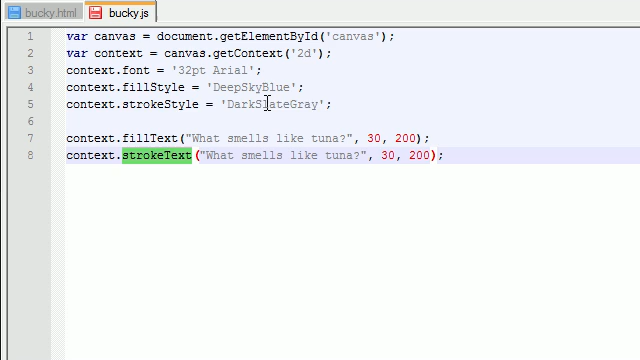 bucky.html bucky.js
1 var canvas = document.getElementById('canvas');
2 var context = canvas.getContext('2d');
3 context.font = '32pt Arial';
4 context.fillStyle = 'DeepSkyBlue';
5 context.strokeStyle = 'DarkSlateGray';
6
7 context.fillText("What smells like tuna?", 30, 200);
8 context.strokeText("What smells like tuna?", 30, 200);